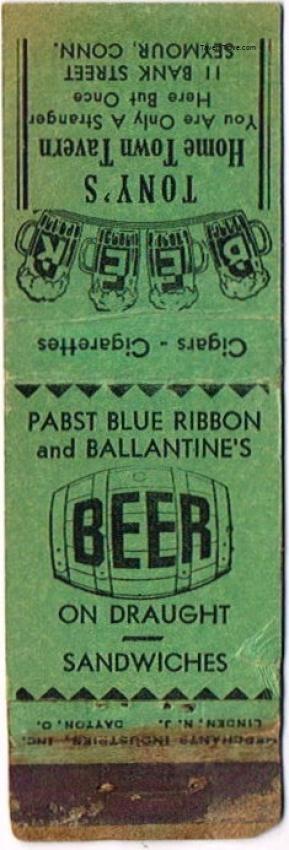 TONY'S
Home Town Tavern
You Are Only A Stranger
Here But Once
11 BANK STREET
SEYMOUR, CONN.
BEER
Cigars - Cigarettes
PABST BLUE RIBBON
and BALLANTINE'S
BEER
ON DRAUGHT
SANDWICHES
MERCHANTS INDUSTRIES, INC.
LINDEN, N. J. DAYTON, O.